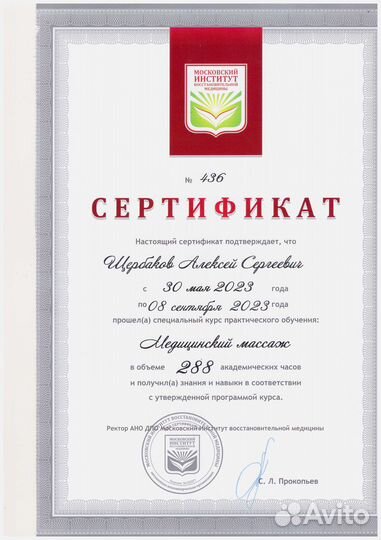 МОСКОВСКИЙ
ИНСТИТУТ
ВОССТАНОВИТЕЛЬНОЙ
МЕДИЦИНЫ
№ 436
СЕРТИФИКАТ
Настоящий сертификат подтверждает, что
Щербаков Алексей Сергеевич
с 30 мая 2023 года
по 08 сентября 2023 года
прошел(а) специальный курс практического обучения:
Медицинский массаж
в объеме 288 академических часов
и получил(а) знания и навыки в соответствии
с утвержденной программой курса.
Ректор АНО ДПО Московский Институт восстановительной медицины
МОСКОВСКИЙ
ИНСТИТУТ
С. Л. Прокопьев
Avito